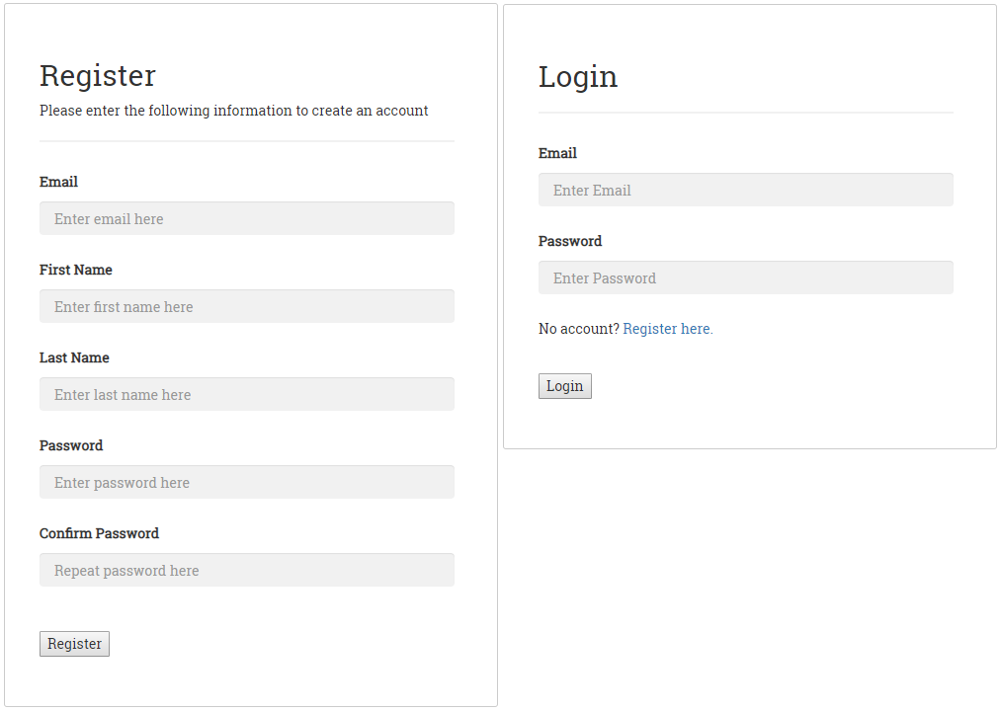 Register
Please enter the following information to create an account
Email
Enter email here
First Name
Enter first name here
Last Name
Enter last name here
Password
Enter password here
Confirm Password
Repeat password here
Register
Login
Email
Enter Email
Password
Enter Password
No account? Register here.
Login